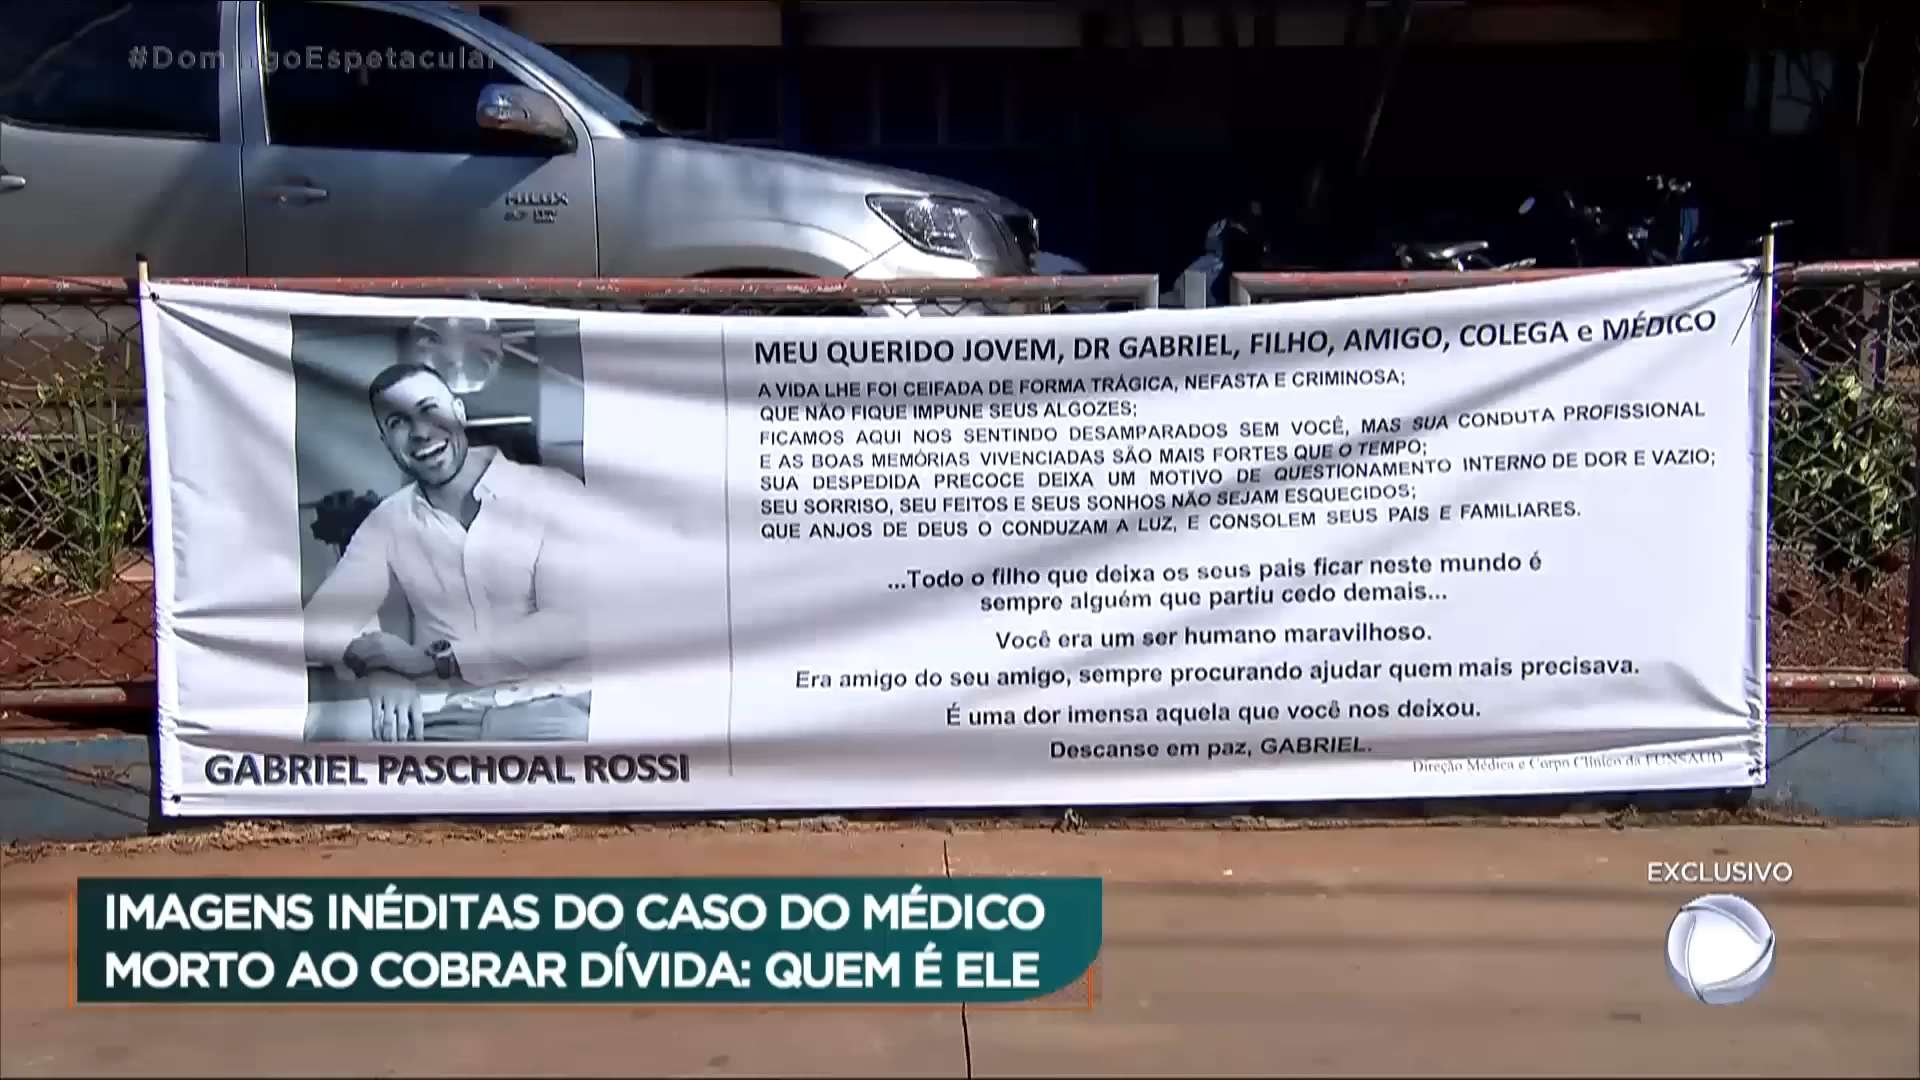 #DomingoEspetacular
HILUX
MEU QUERIDO JOVEM, DR GABRIEL, FILHO, AMIGO, COLEGA e MÉDICO
A VIDA LHE FOI CEIFADA DE FORMA TRÁGICA, NEFASTA E CRIMINOSA;
QUE NÃO FIQUE IMPUNE SEUS ALGOZES;
FICAMOS AQUI NOS SENTINDO DESAMPARADOS SEM VOCÊ, MAS SUA CONDUTA PROFISSIONAL
E AS BOAS MEMÓRIAS VIVENCIADAS SÃO MAIS FORTES QUE O TEMPO;
SUA DESPEDIDA PRECOCE DEIXA UM MOTIVO DE QUESTIONAMENTO INTERNO DE DOR E VAZIO;
SEU SORRISO, SEU FEITOS E SEUS SONHOS NÃO SEJAM ESQUECIDOS;
QUE ANJOS DE DEUS O CONDUZAM A LUZ, E CONSOLEM SEUS PAIS E FAMILIARES.
...Todo o filho que deixa os seus pais ficar neste mundo é
sempre alguém que partiu cedo demais...
Você era um ser humano maravilhoso.
Era amigo do seu amigo, sempre procurando ajudar quem mais precisava.
É uma dor imensa aquela que você nos deixou.
Descanse em paz, GABRIEL.
Direção Médica e Corpo Clínico da FUNSAUD
GABRIEL PASCHOAL ROSSI
EXCLUSIVO
IMAGENS INÉDITAS DO CASO DO MÉDICO
MORTO AO COBRAR DÍVIDA: QUEM É ELE